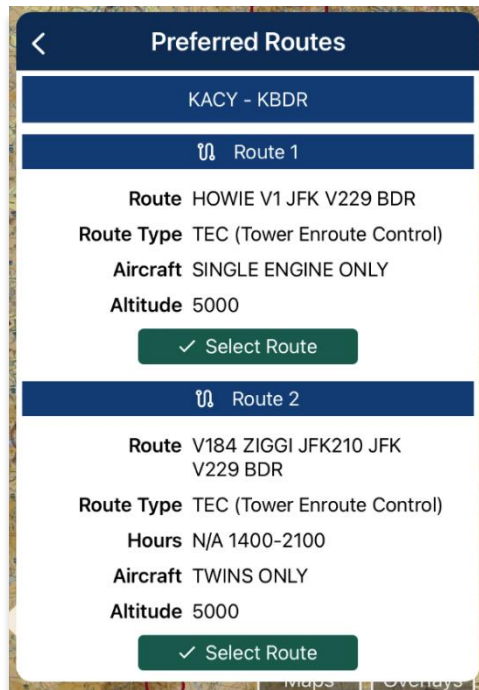 Preferred Routes
KACY - KBDR
Route 1
Route HOWIE V1 JFK V229 BDR
Route Type TEC (Tower Enroute Control)
Aircraft SINGLE ENGINE ONLY
Altitude 5000
✓ Select Route
Route 2
Route V184 ZIGGI JFK210 JFK
V229 BDR
Route Type TEC (Tower Enroute Control)
Hours N/A 1400-2100
Aircraft TWINS ONLY
Altitude 5000
✓ Select Route
Maps Overlays